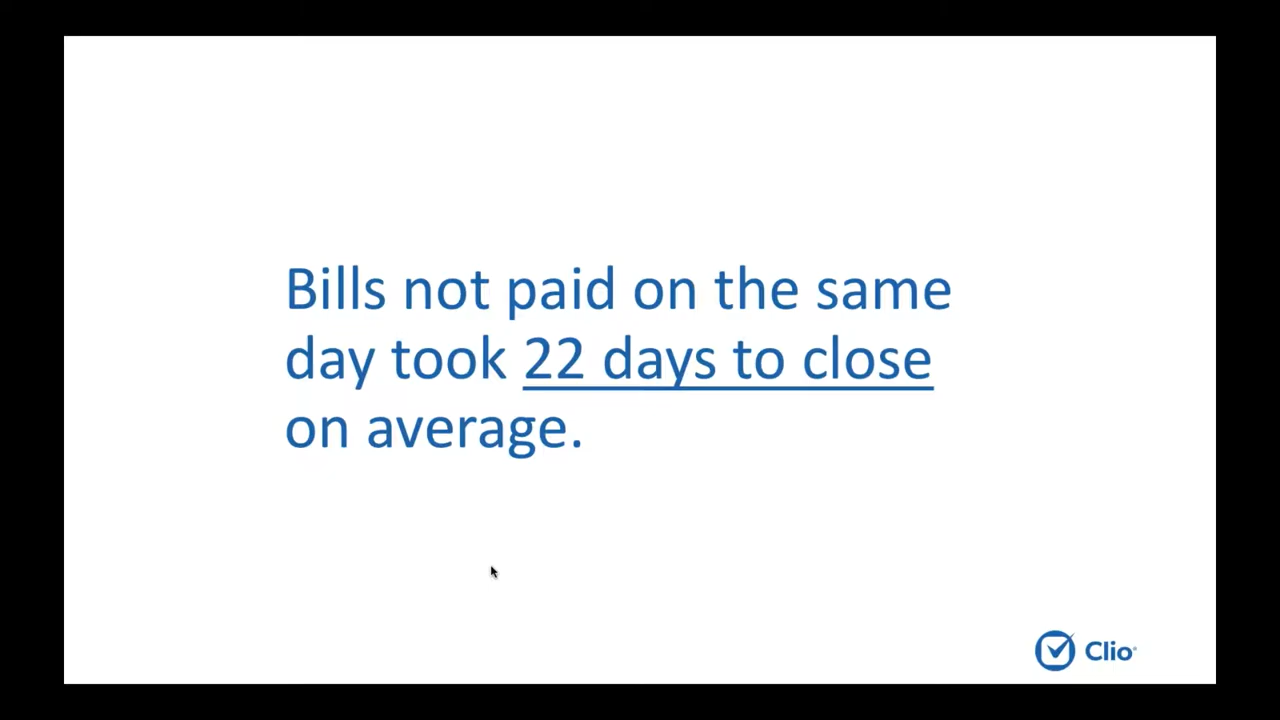 Bills not paid on the same
day took 22 days to close
on average.
Clio